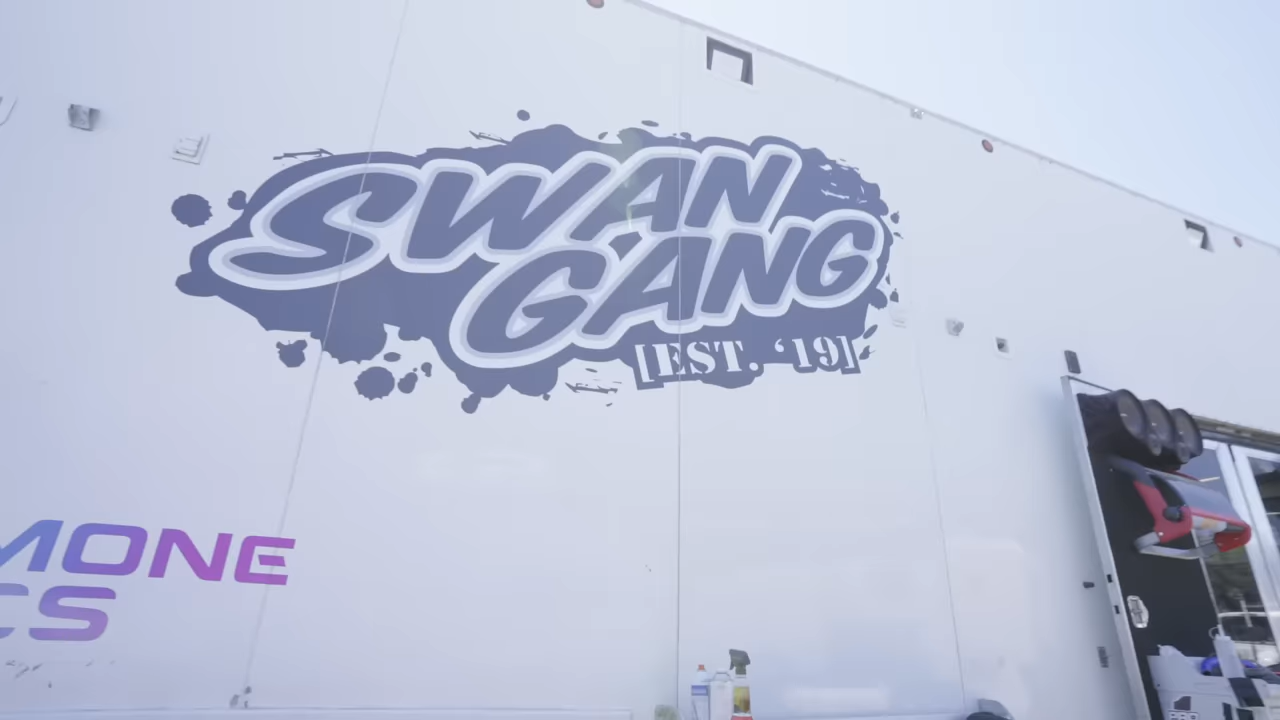 SWAN
GANG
[EST. ‘19]
MONE
CS